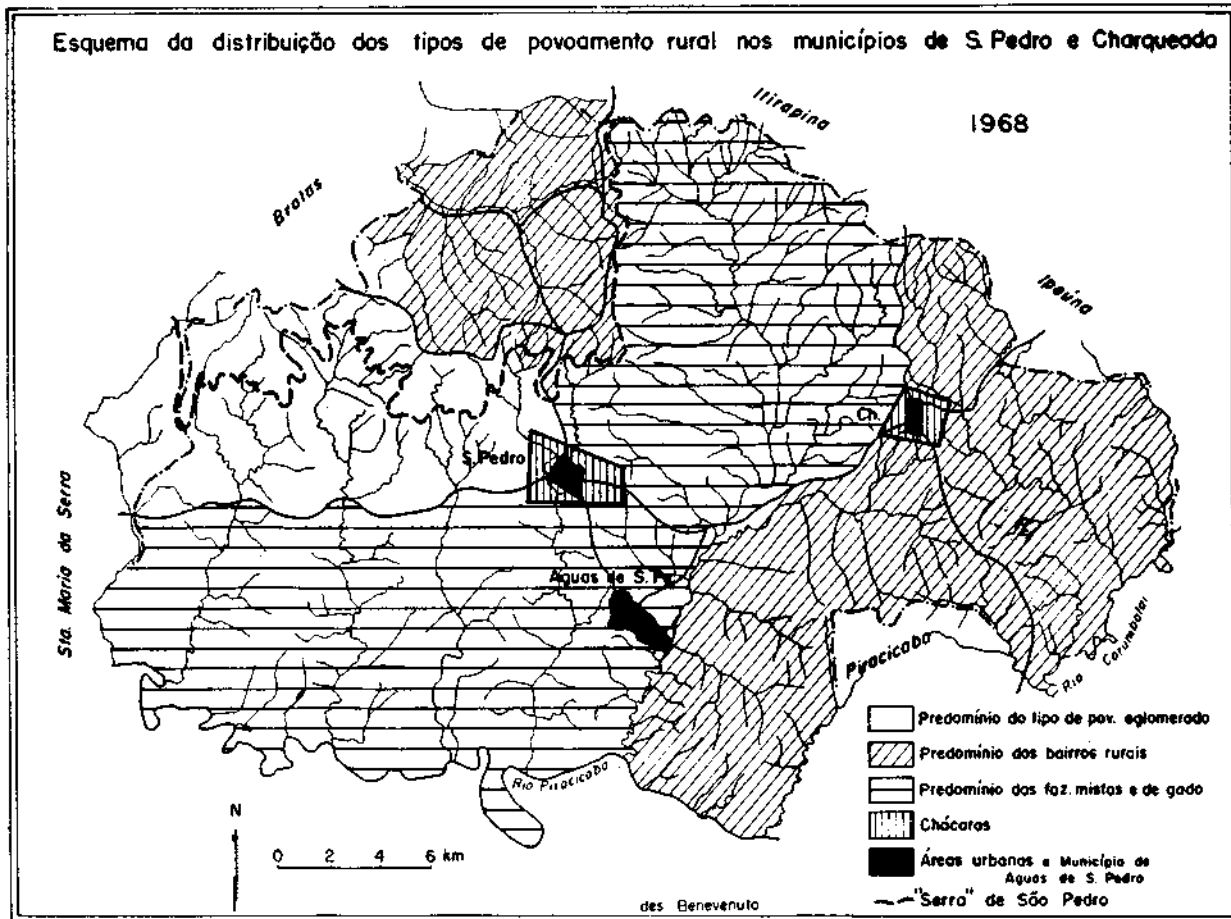 Esquema da distribuição dos tipos de povoamento rural nos municípios de S. Pedro e Charqueada
1968
Itirapina
Brotas
Ipeúna
Ch.
S. Pedro
Sta. Maria da Serra
Águas de S. P.
Piracicaba
Rio Corumbataí
Rio Piracicaba
Predomínio do tipo de pov. aglomerado
Predomínio dos bairros rurais
Predomínio das faz. mistas e de gado
Chácaras
Áreas urbanas e Município de
Águas de S. Pedro
"Serra" de São Pedro
N
0 2 4 6 km
des Benevenuto